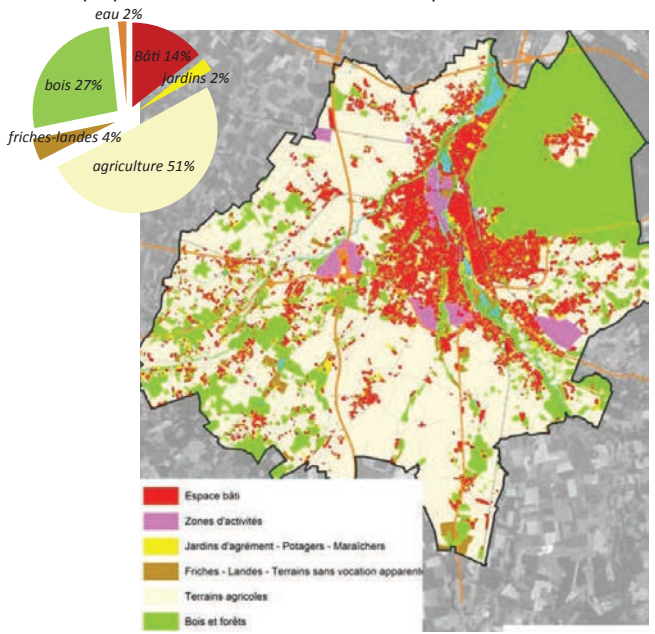 eau 2%
Bâti 14%
jardins 2%
bois 27%
friches-landes 4%
agriculture 51%
Espace bâti
Zones d'activités
Jardins d'agrément - Potagers - Maraîchers
Friches - Landes - Terrains sans vocation apparente
Terrains agricoles
Bois et forêts